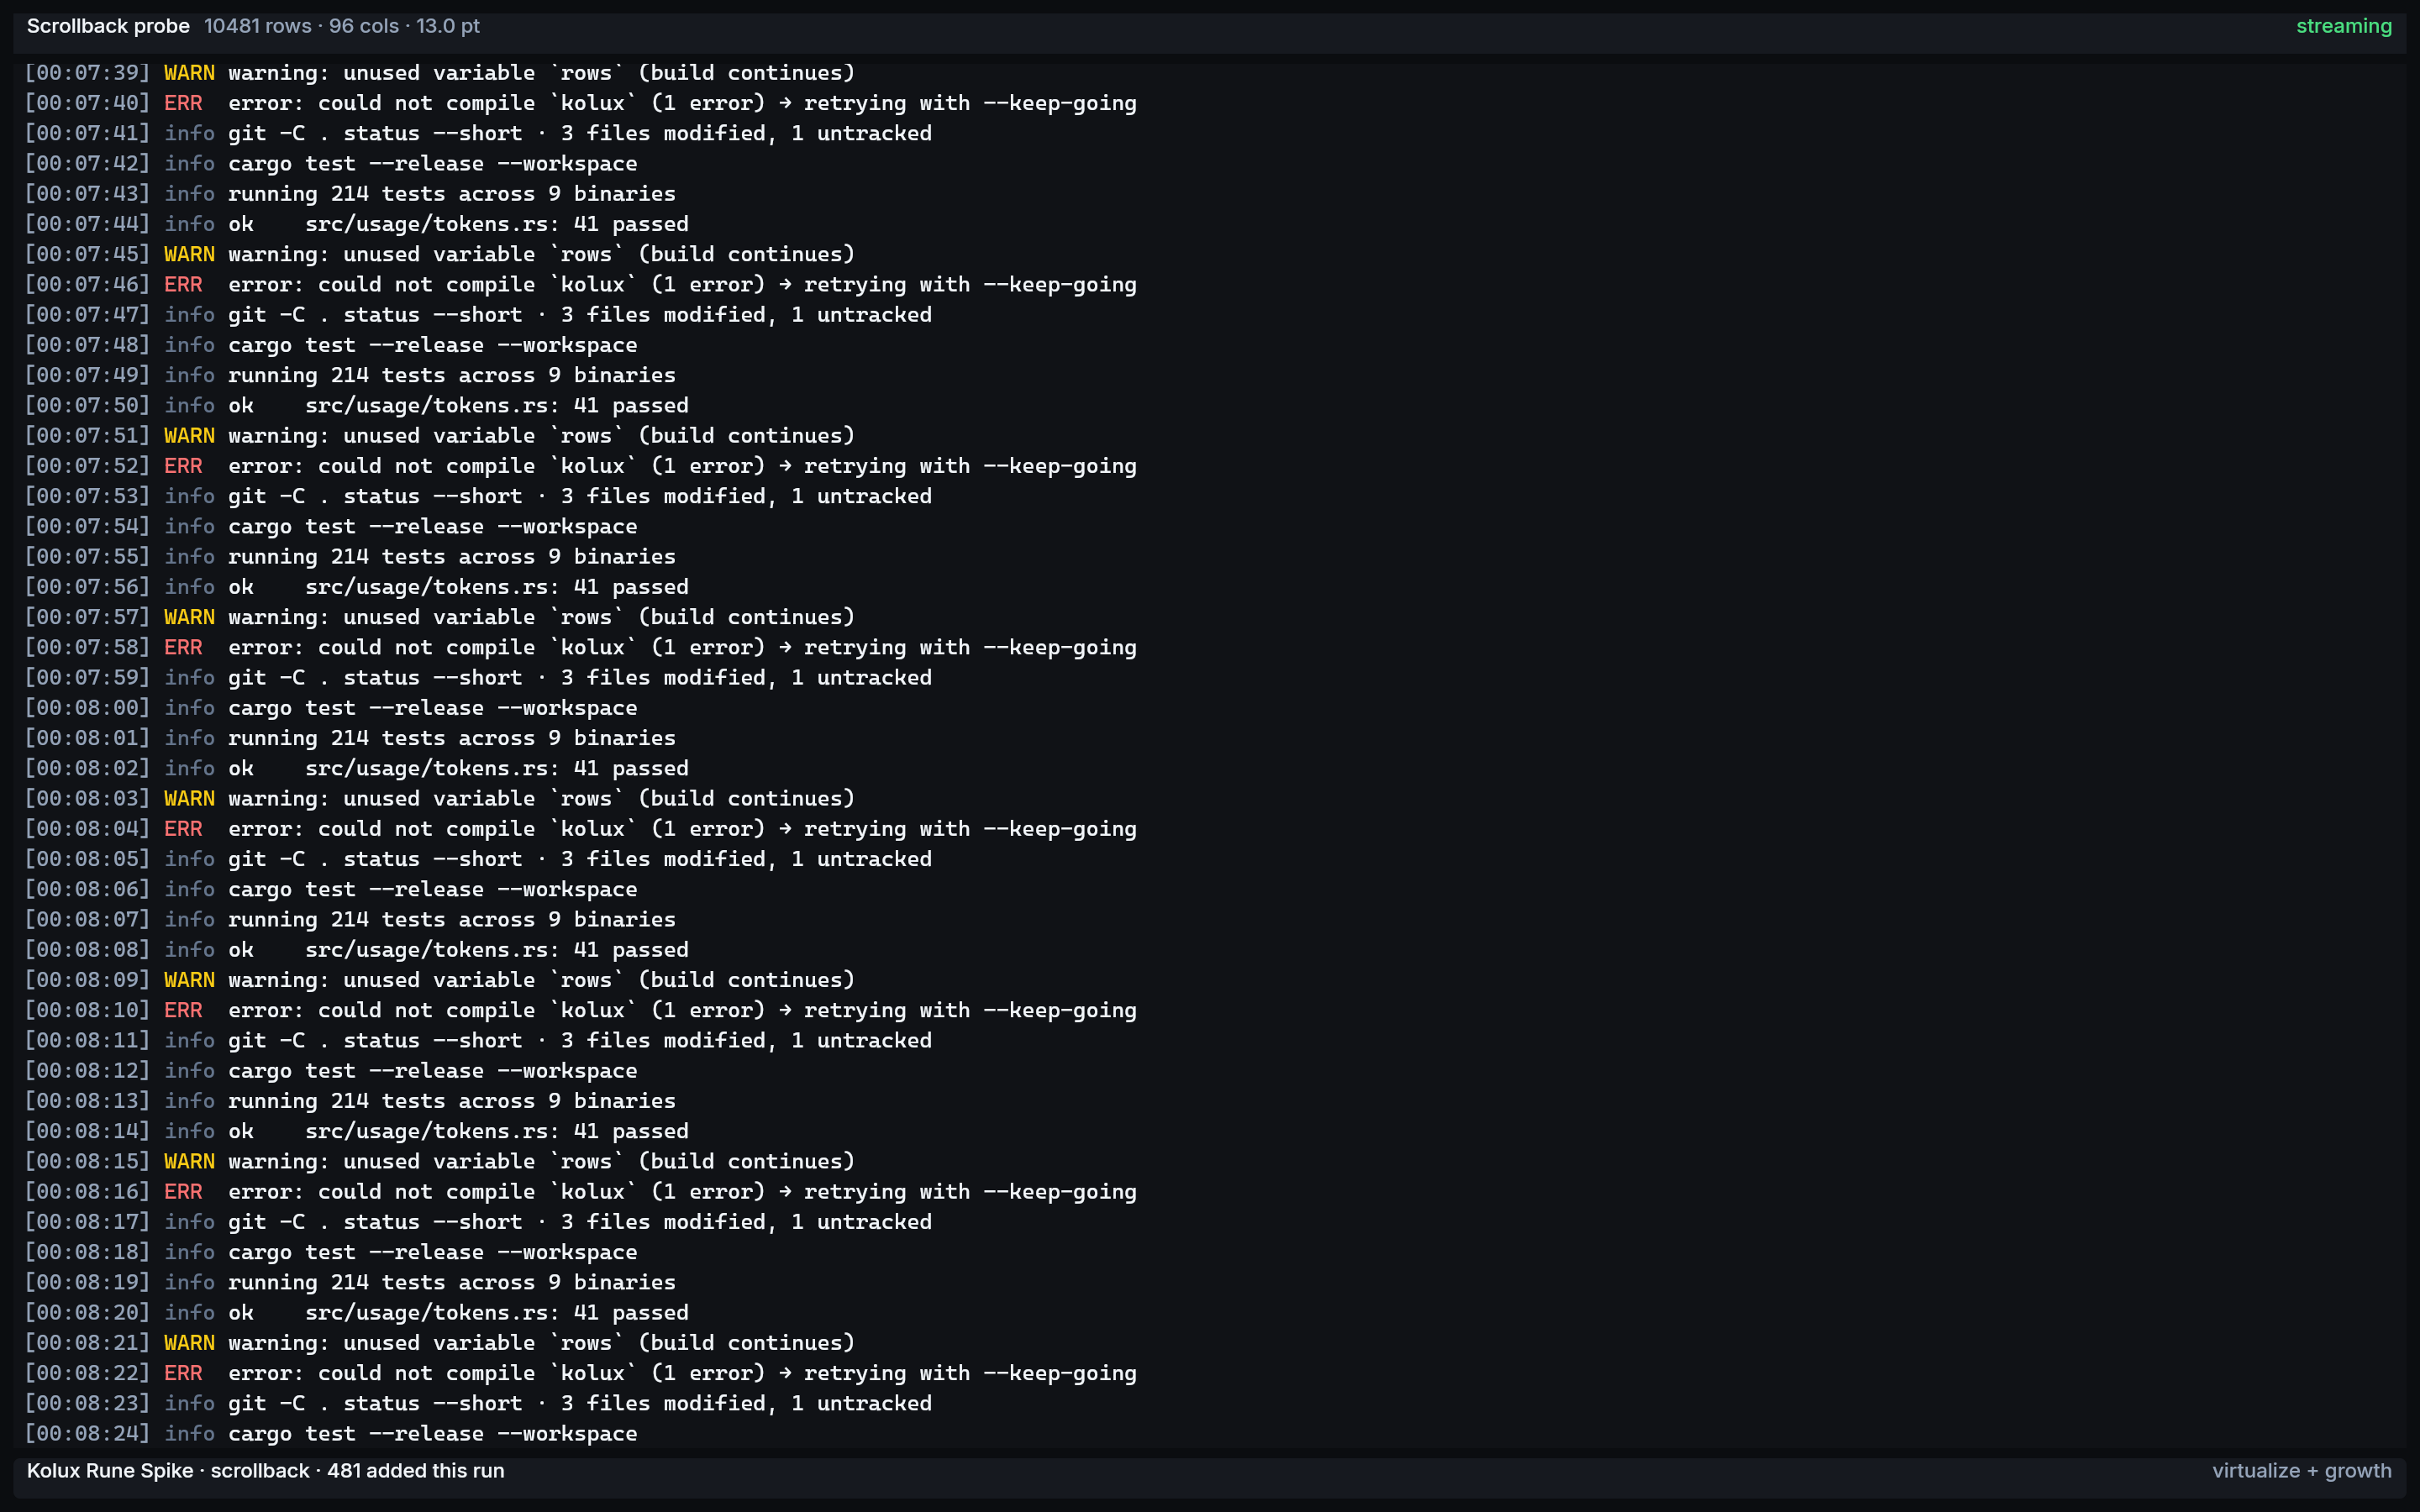 Scrollback probe 10481 rows · 96 cols · 13.0 pt streaming
[00:07:39] WARN warning: unused variable `rows` (build continues)
[00:07:40] ERR  error: could not compile `kolux` (1 error) → retrying with --keep-going
[00:07:41] info git -C . status --short · 3 files modified, 1 untracked
[00:07:42] info cargo test --release --workspace
[00:07:43] info running 214 tests across 9 binaries
[00:07:44] info ok    src/usage/tokens.rs: 41 passed
[00:07:45] WARN warning: unused variable `rows` (build continues)
[00:07:46] ERR  error: could not compile `kolux` (1 error) → retrying with --keep-going
[00:07:47] info git -C . status --short · 3 files modified, 1 untracked
[00:07:48] info cargo test --release --workspace
[00:07:49] info running 214 tests across 9 binaries
[00:07:50] info ok    src/usage/tokens.rs: 41 passed
[00:07:51] WARN warning: unused variable `rows` (build continues)
[00:07:52] ERR  error: could not compile `kolux` (1 error) → retrying with --keep-going
[00:07:53] info git -C . status --short · 3 files modified, 1 untracked
[00:07:54] info cargo test --release --workspace
[00:07:55] info running 214 tests across 9 binaries
[00:07:56] info ok    src/usage/tokens.rs: 41 passed
[00:07:57] WARN warning: unused variable `rows` (build continues)
[00:07:58] ERR  error: could not compile `kolux` (1 error) → retrying with --keep-going
[00:07:59] info git -C . status --short · 3 files modified, 1 untracked
[00:08:00] info cargo test --release --workspace
[00:08:01] info running 214 tests across 9 binaries
[00:08:02] info ok    src/usage/tokens.rs: 41 passed
[00:08:03] WARN warning: unused variable `rows` (build continues)
[00:08:04] ERR  error: could not compile `kolux` (1 error) → retrying with --keep-going
[00:08:05] info git -C . status --short · 3 files modified, 1 untracked
[00:08:06] info cargo test --release --workspace
[00:08:07] info running 214 tests across 9 binaries
[00:08:08] info ok    src/usage/tokens.rs: 41 passed
[00:08:09] WARN warning: unused variable `rows` (build continues)
[00:08:10] ERR  error: could not compile `kolux` (1 error) → retrying with --keep-going
[00:08:11] info git -C . status --short · 3 files modified, 1 untracked
[00:08:12] info cargo test --release --workspace
[00:08:13] info running 214 tests across 9 binaries
[00:08:14] info ok    src/usage/tokens.rs: 41 passed
[00:08:15] WARN warning: unused variable `rows` (build continues)
[00:08:16] ERR  error: could not compile `kolux` (1 error) → retrying with --keep-going
[00:08:17] info git -C . status --short · 3 files modified, 1 untracked
[00:08:18] info cargo test --release --workspace
[00:08:19] info running 214 tests across 9 binaries
[00:08:20] info ok    src/usage/tokens.rs: 41 passed
[00:08:21] WARN warning: unused variable `rows` (build continues)
[00:08:22] ERR  error: could not compile `kolux` (1 error) → retrying with --keep-going
[00:08:23] info git -C . status --short · 3 files modified, 1 untracked
[00:08:24] info cargo test --release --workspace
Kolux Rune Spike · scrollback · 481 added this run virtualize + growth